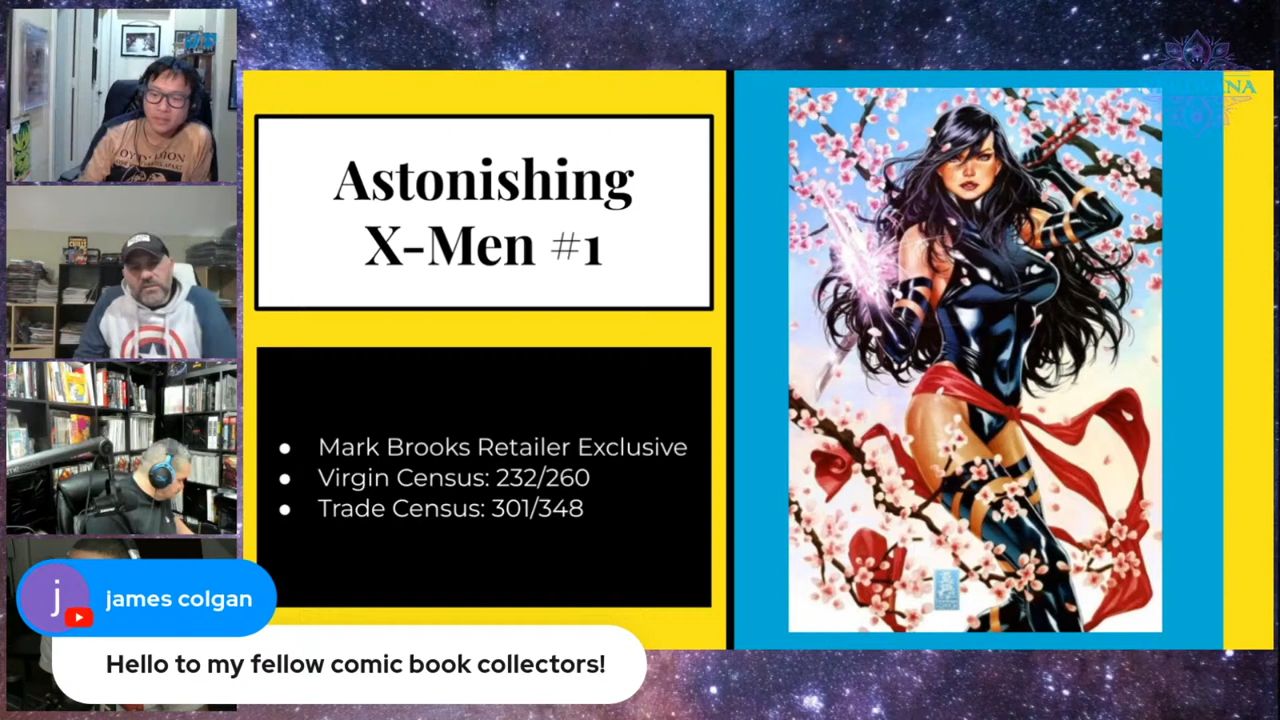 Astonishing
X-Men #1
Mark Brooks Retailer Exclusive
Virgin Census: 232/260
Trade Census: 301/348
j
james colgan
Hello to my fellow comic book collectors!